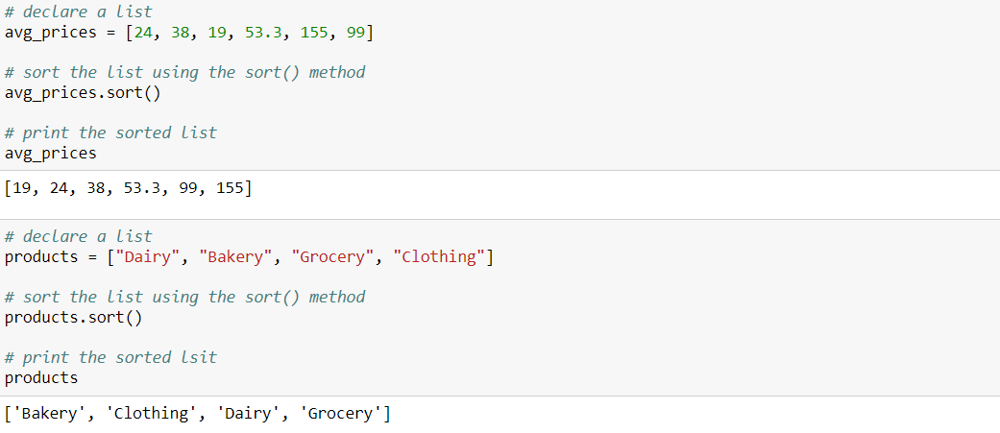 # declare a list
avg_prices = [24, 38, 19, 53.3, 155, 99]
# sort the list using the sort() method
avg_prices.sort()
# print the sorted list
avg_prices
[19, 24, 38, 53.3, 99, 155]
# declare a list
products = ["Dairy", "Bakery", "Grocery", "Clothing"]
# sort the list using the sort() method
products.sort()
# print the sorted lsit
products
['Bakery', 'Clothing', 'Dairy', 'Grocery']